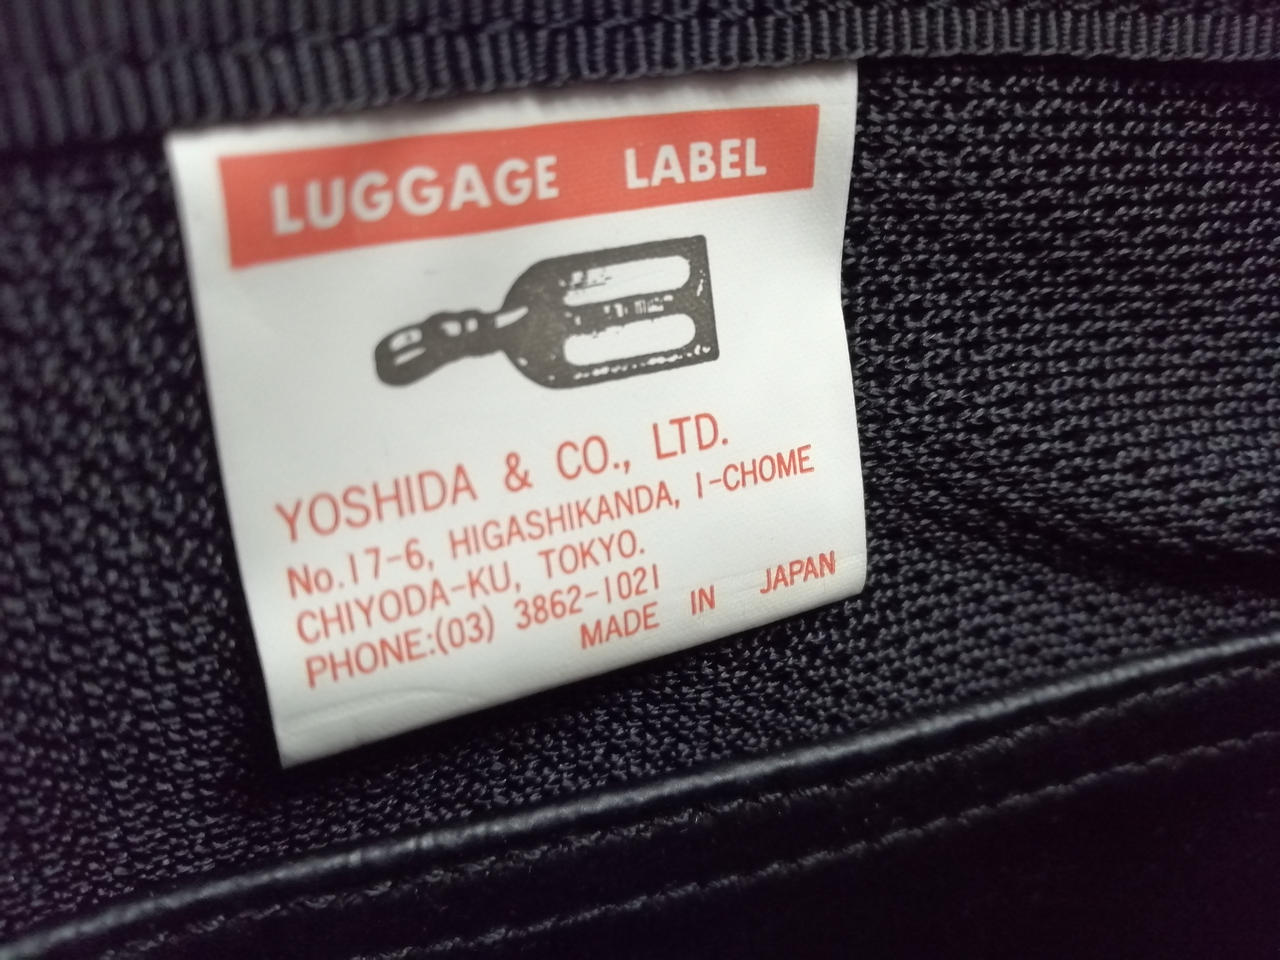 LUGGAGE LABEL
YOSHIDA & CO., LTD.
No.17-6, HIGASHIKANDA, 1-CHOME
CHIYODA-KU, TOKYO.
PHONE:(03) 3862-1021
MADE IN JAPAN